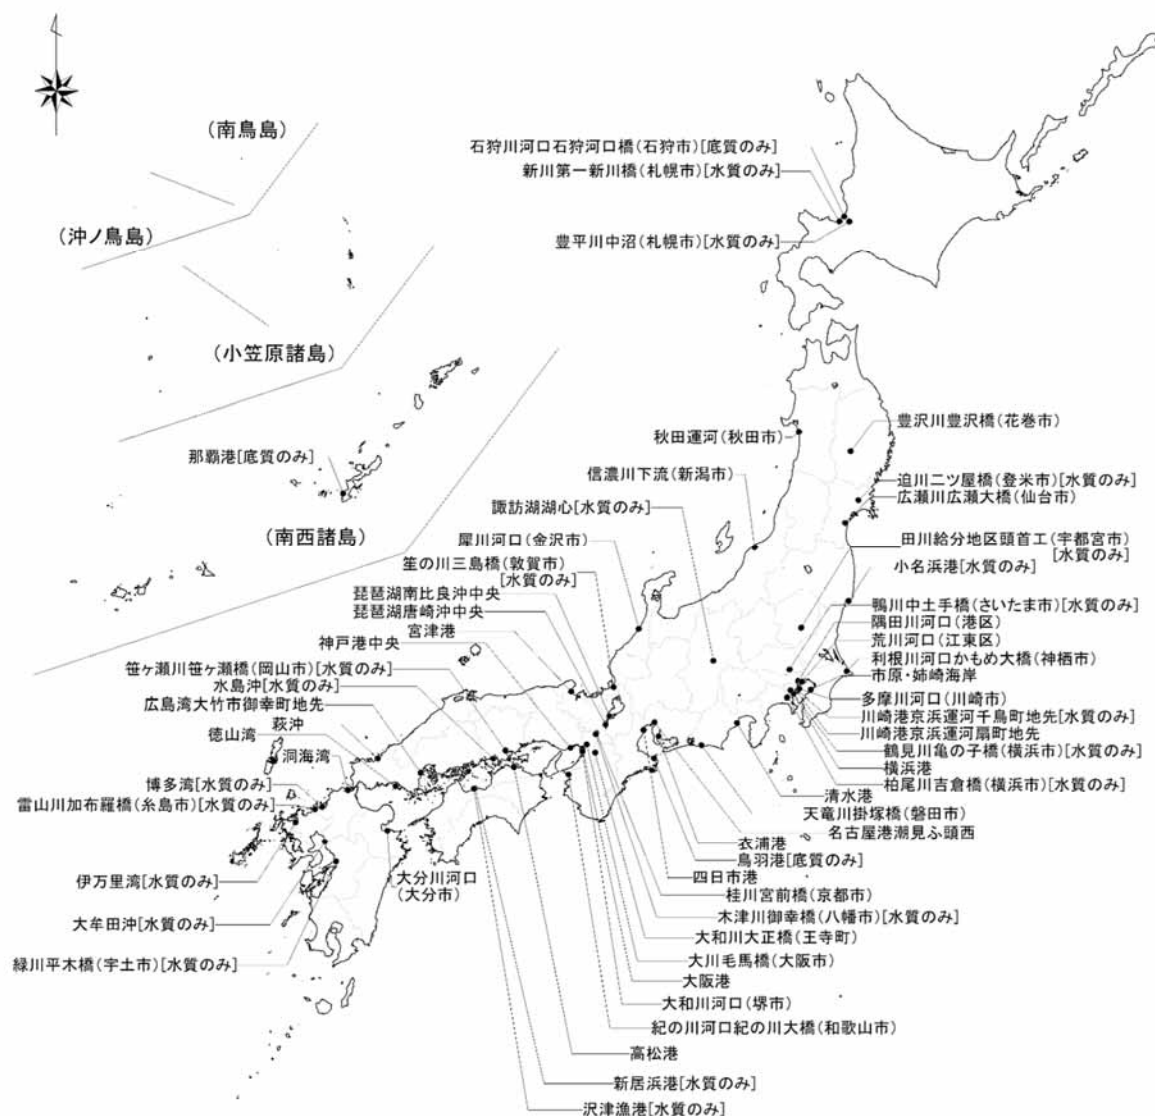 (南鳥島)
(沖ノ鳥島)
(小笠原諸島)
那覇港[底質のみ]
(南西諸島)
石狩川河口石狩河口橋(石狩市)[底質のみ]
新川第一新川橋(札幌市)[水質のみ]
豊平川中沼(札幌市)[水質のみ]
秋田運河(秋田市)
信濃川下流(新潟市)
諏訪湖湖心[水質のみ]
犀川河口(金沢市)
笙の川三島橋(敦賀市)
[水質のみ]
琵琶湖南比良沖中央
琵琶湖唐崎沖中央
宮津港
神戸港中央
笹ヶ瀬川笹ヶ瀬橋(岡山市)[水質のみ]
水島沖[水質のみ]
広島湾大竹市御幸町地先
萩沖
徳山湾
洞海湾
博多湾[水質のみ]
雷山川加布羅橋(糸島市)[水質のみ]
伊万里湾[水質のみ]
大牟田沖[水質のみ]
緑川平木橋(宇土市)[水質のみ]
大分川河口
(大分市)
豊沢川豊沢橋(花巻市)
迫川二ツ屋橋(登米市)[水質のみ]
広瀬川広瀬大橋(仙台市)
田川給分地区頭首工(宇都宮市)
[水質のみ]
小名浜港[水質のみ]
鴨川中土手橋(さいたま市)[水質のみ]
隅田川河口(港区)
荒川河口(江東区)
利根川河口かもめ大橋(神栖市)
市原・姉崎海岸
多摩川河口(川崎市)
川崎港京浜運河千鳥町地先[水質のみ]
川崎港京浜運河扇町地先
鶴見川亀の子橋(横浜市)[水質のみ]
横浜港
柏尾川吉倉橋(横浜市)[水質のみ]
清水港
天竜川掛塚橋(磐田市)
名古屋港潮見ふ頭西
衣浦港
鳥羽港[底質のみ]
四日市港
桂川宮前橋(京都市)
木津川御幸橋(八幡市)[水質のみ]
大和川大正橋(王寺町)
大川毛馬橋(大阪市)
大阪港
大和川河口(堺市)
紀の川河口紀の川大橋(和歌山市)
高松港
新居浜港[水質のみ]
沢津漁港[水質のみ]